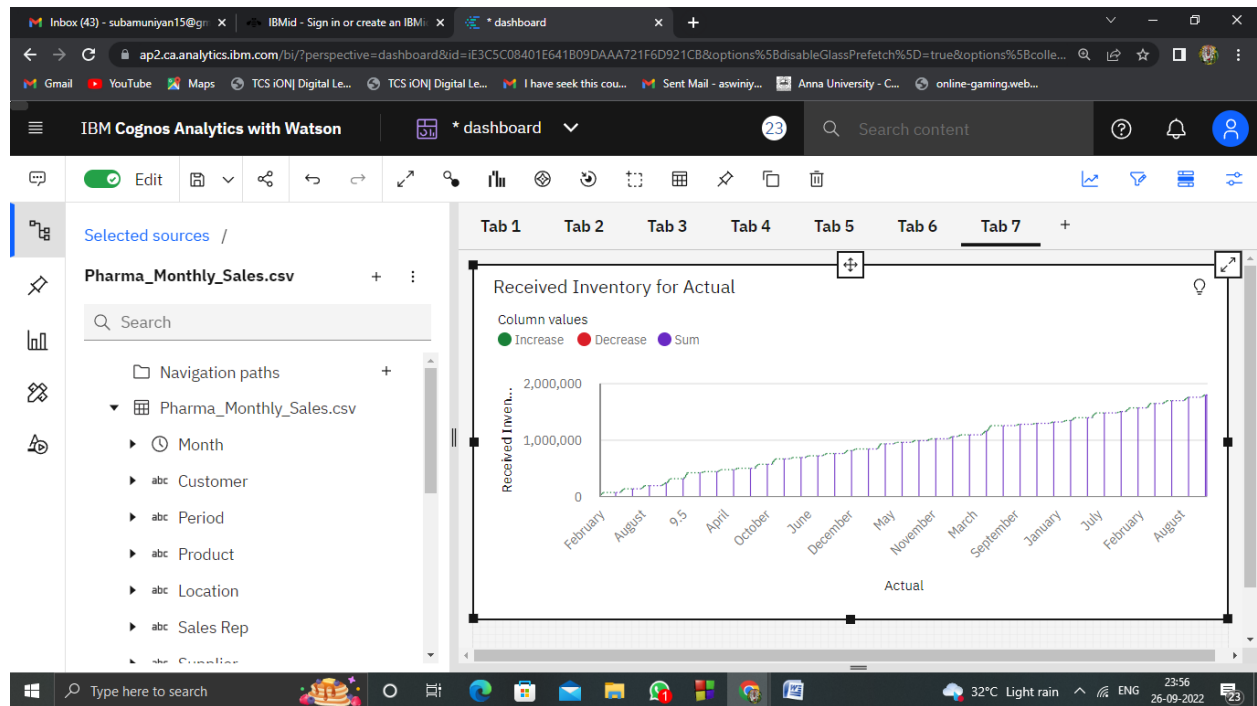 Inbox (43) - subamuniyan15@gm
IBMid - Sign in or create an IBMi
* dashboard
ap2.ca.analytics.ibm.com/bi/?perspective=dashboard&id=iE3C5C08401E641B09DAAA721F6D921CB&options%5BdisableGlassPrefetch%5D=true&options%5Bcolle...
Gmail YouTube Maps TCS iON| Digital Le... TCS iON| Digital Le... I have seek this cou... Sent Mail - aswiniy... Anna University - C... online-gaming.web...
IBM Cognos Analytics with Watson
* dashboard
23
Search content
Edit
Selected sources /
Pharma_Monthly_Sales.csv
Search
Navigation paths
Pharma_Monthly_Sales.csv
Month
abc Customer
abc Period
abc Product
abc Location
abc Sales Rep
abc Supplier
Tab 1 Tab 2 Tab 3 Tab 4 Tab 5 Tab 6 Tab 7
Received Inventory for Actual
Column values
Increase Decrease Sum
Received Inven...
2,000,000
1,000,000
0
February August 9.5 April October June December May November March September January July February August
Actual
Type here to search
1
32°C Light rain
ENG
23:56
26-09-2022
23